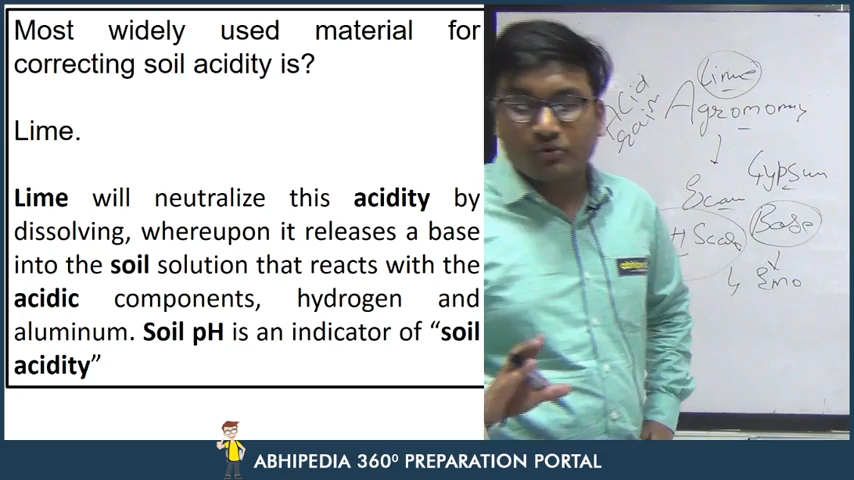 Most widely used material for
correcting soil acidity is?
Lime.
Lime will neutralize this acidity by
dissolving, whereupon it releases a base
into the soil solution that reacts with the
acidic components, hydrogen and
aluminum. Soil pH is an indicator of “soil
acidity”
Lime
Acid
Rain
Agronomy
Gypsum
Base
ABHIPEDIA 360⁰ PREPARATION PORTAL